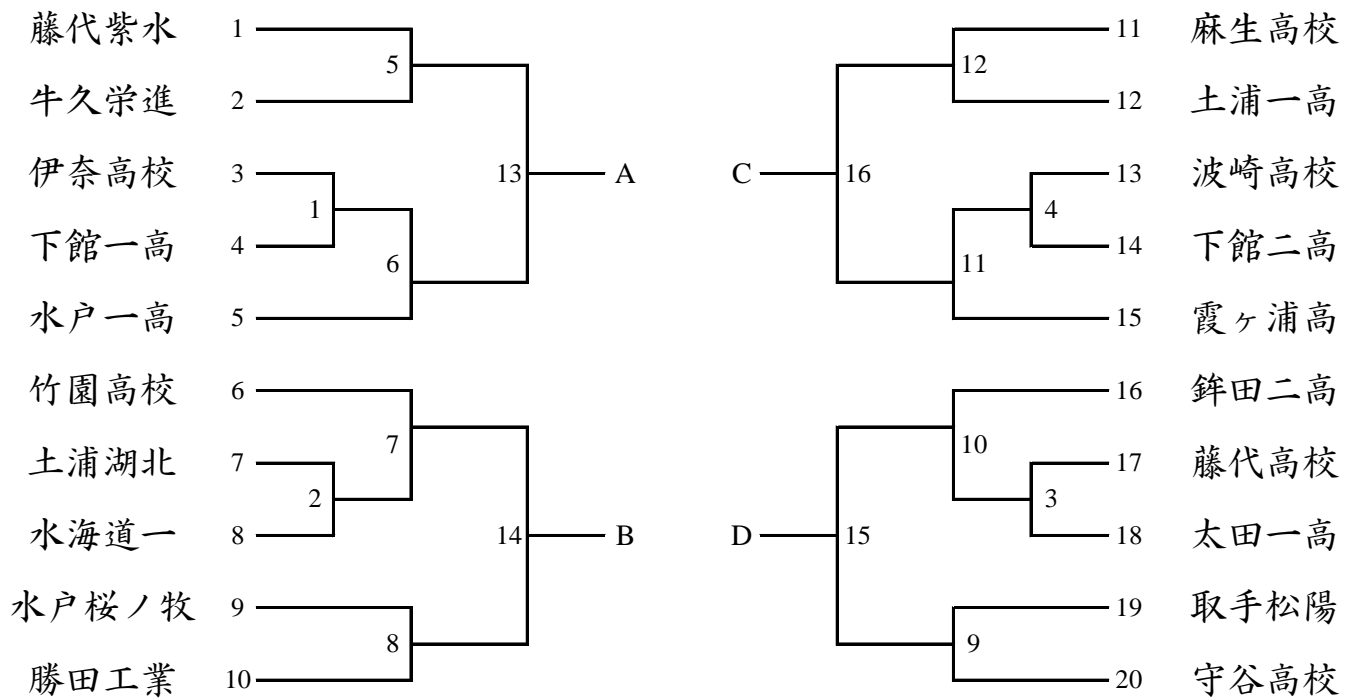 藤代紫水 1
牛久栄進 2
伊奈高校 3
下館一高 4
水戸一高 5
竹園高校 6
土浦湖北 7
水海道一 8
水戸桜ノ牧 9
勝田工業 10
5
1
6
13
A
7
2
14
B
8
C
16
12
4
11
D
15
10
3
9
11 麻生高校
12 土浦一高
13 波崎高校
14 下館二高
15 霞ヶ浦高
16 鉾田二高
17 藤代高校
18 太田一高
19 取手松陽
20 守谷高校